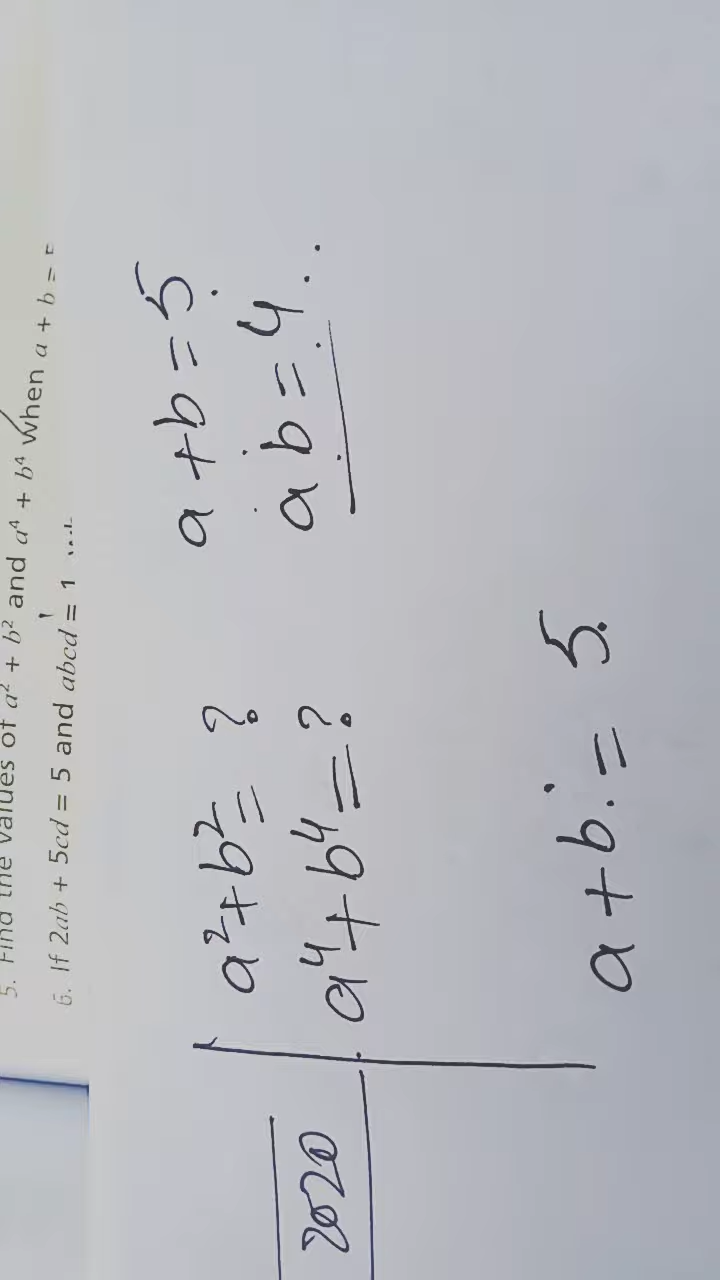 5. Find the values of a² + b² and a⁴ + b⁴ when a + b =
6. If 2ab + 5cd = 5 and abcd = 1
a + b = 5
ab = 4
a² + b² = ?
a⁴ + b⁴ = ?
2020
a + b = 5